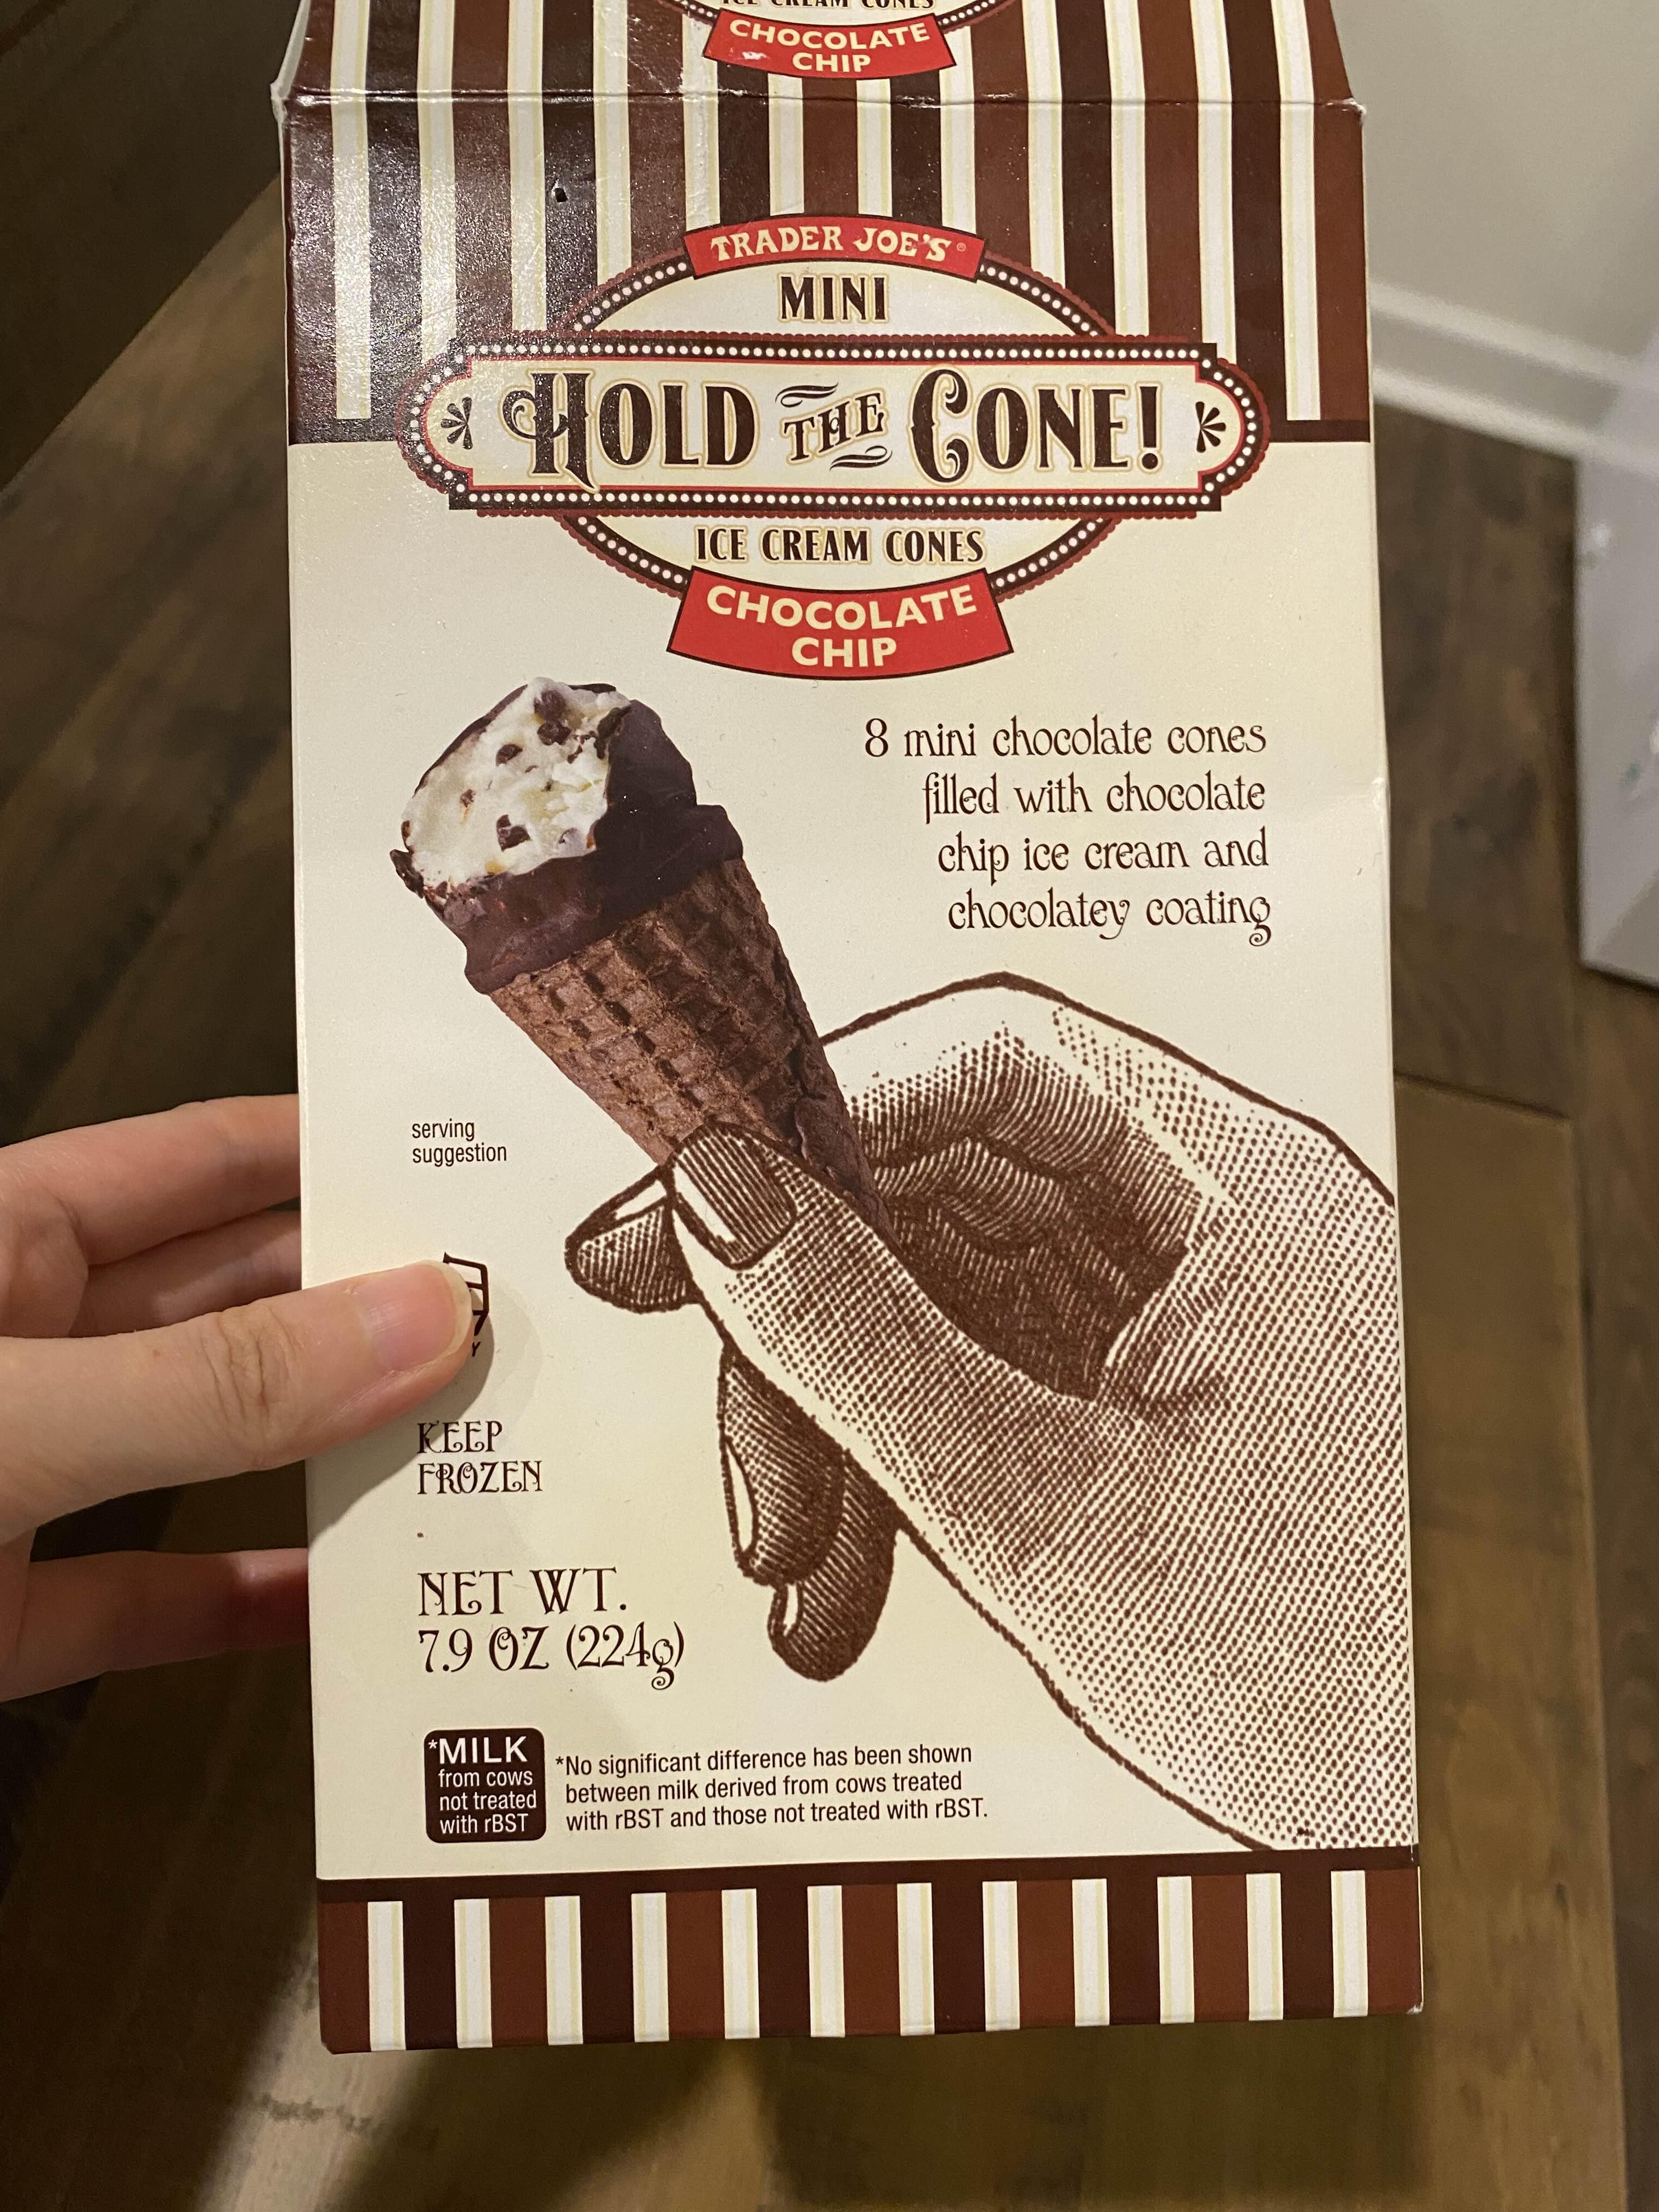 ICE CREAM CONES
CHOCOLATE
CHIP
TRADER JOE'S®
MINI
HOLD THE CONE!
ICE CREAM CONES
CHOCOLATE
CHIP
8 mini chocolate cones
filled with chocolate
chip ice cream and
chocolatey coating
serving
suggestion
KEEP
FROZEN
NET WT.
7.9 OZ (224g)
*MILK
from cows
not treated
with rBST
*No significant difference has been shown
between milk derived from cows treated
with rBST and those not treated with rBST.